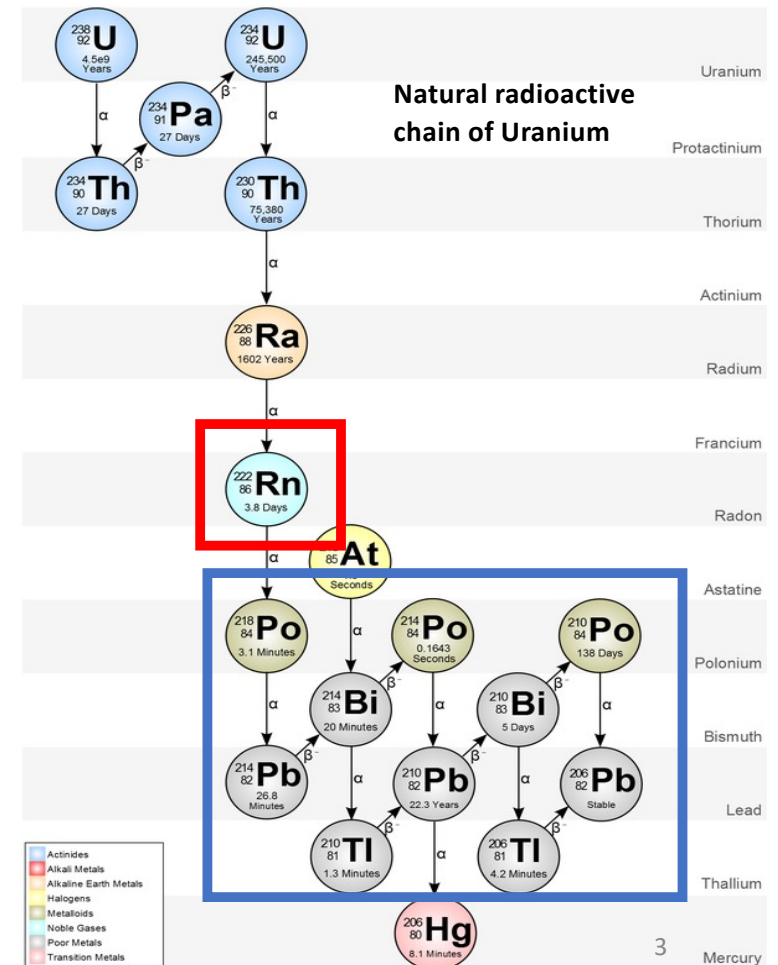 238
92 U
4.5e9
Years
234
92 U
245,500
Years
Uranium
Natural radioactive
chain of Uranium
β-
α
234
91 Pa
27 Days
α
Protactinium
β-
234
90 Th
27 Days
230
90 Th
75,380
Years
Thorium
α
Actinium
226
88 Ra
1602 Years
Radium
α
Francium
222
86 Rn
3.8 Days
Radon
α
85 At
Seconds
Astatine
218
84 Po
3.1 Minutes
α
214
84 Po
0.1643
Seconds
210
84 Po
138 Days
Polonium
β-
β-
α
214
83 Bi
20 Minutes
α
210
83 Bi
5 Days
α
Bismuth
β-
β-
214
82 Pb
26.8
Minutes
α
210
82 Pb
22.3 Years
α
206
82 Pb
Stable
Lead
β-
β-
210
81 Tl
1.3 Minutes
α
206
81 Tl
4.2 Minutes
Thallium
206
80 Hg
8.1 Minutes
3
Mercury
Actinides
Alkali Metals
Alkaline Earth Metals
Halogens
Metalloids
Noble Gases
Poor Metals
Transition Metals